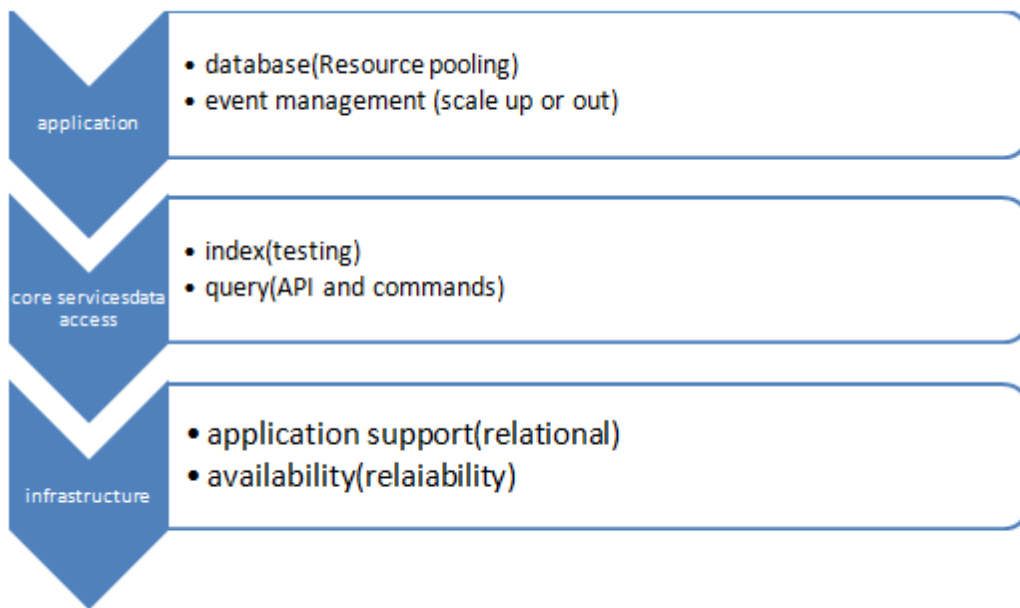 application
• database(Resource pooling)
• event management (scale up or out)
core servicesdata
access
• index(testing)
• query(API and commands)
infrastructure
• application support(relational)
• availability(relaiability)